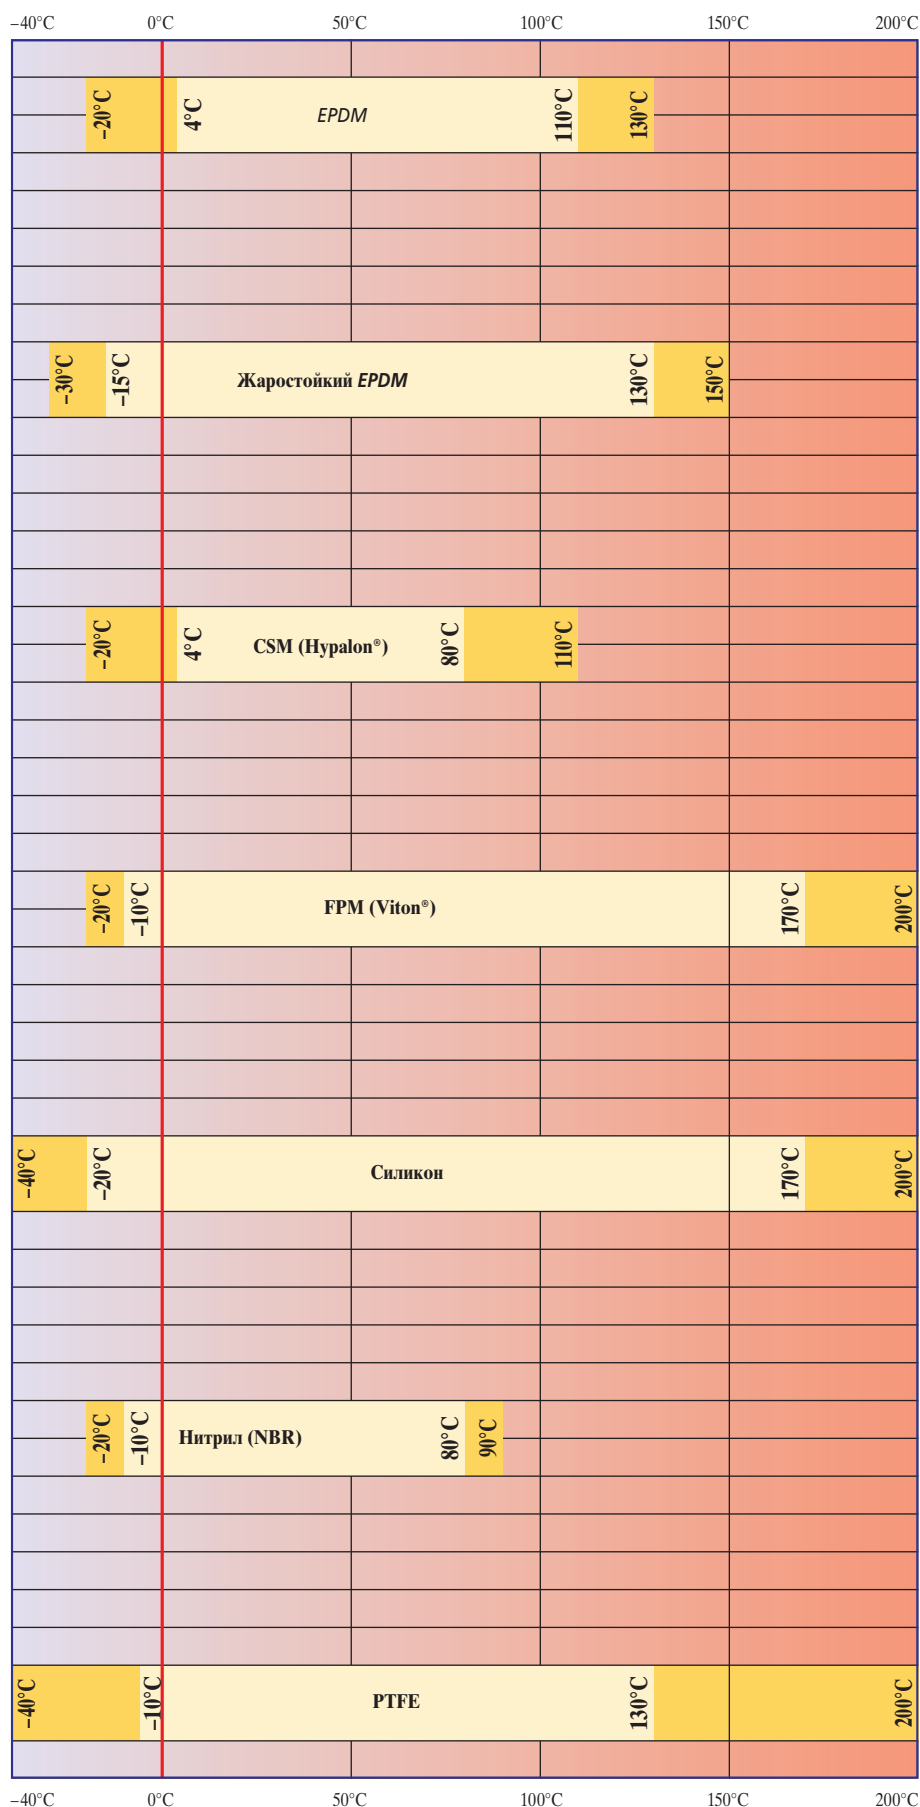 −40°C 0°C 50°C 100°C 150°C 200°C
−20°C 4°C EPDM 110°C 130°C
−30°C −15°C Жаростойкий EPDM 130°C 150°C
−20°C 4°C CSM (Hypalon®) 80°C 110°C
−20°C −10°C FPM (Viton®) 170°C 200°C
−40°C −20°C Силикон 170°C 200°C
−20°C −10°C Нитрил (NBR) 80°C 90°C
−40°C −10°C PTFE 130°C 200°C
−40°C 0°C 50°C 100°C 150°C 200°C